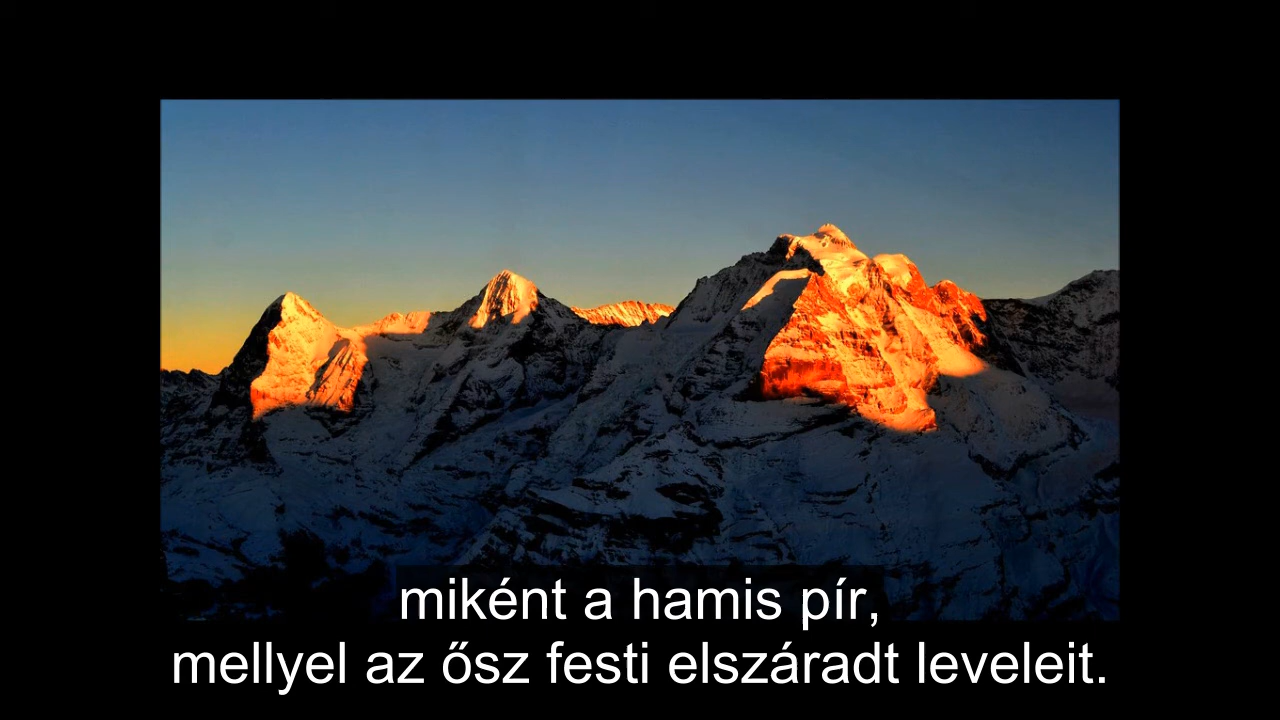 miként a hamis pír,
mellyel az ősz festi elszáradt leveleit.